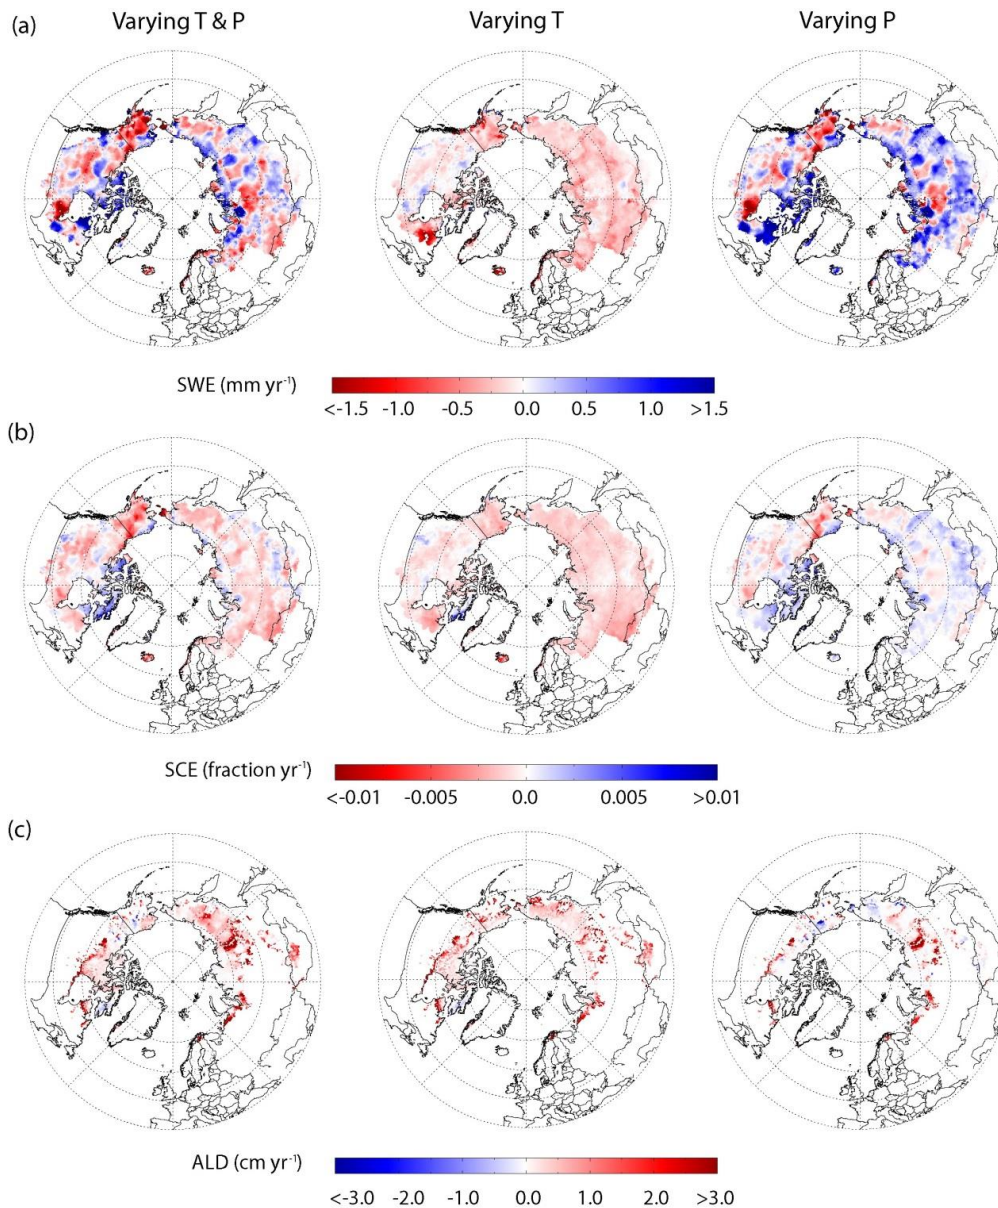 (a) Varying T & P Varying T Varying P
SWE (mm yr⁻¹)
<-1.5 -1.0 -0.5 0.0 0.5 1.0 >1.5
(b)
SCE (fraction yr⁻¹)
<-0.01 -0.005 0.0 0.005 >0.01
(c)
ALD (cm yr⁻¹)
<-3.0 -2.0 -1.0 0.0 1.0 2.0 >3.0